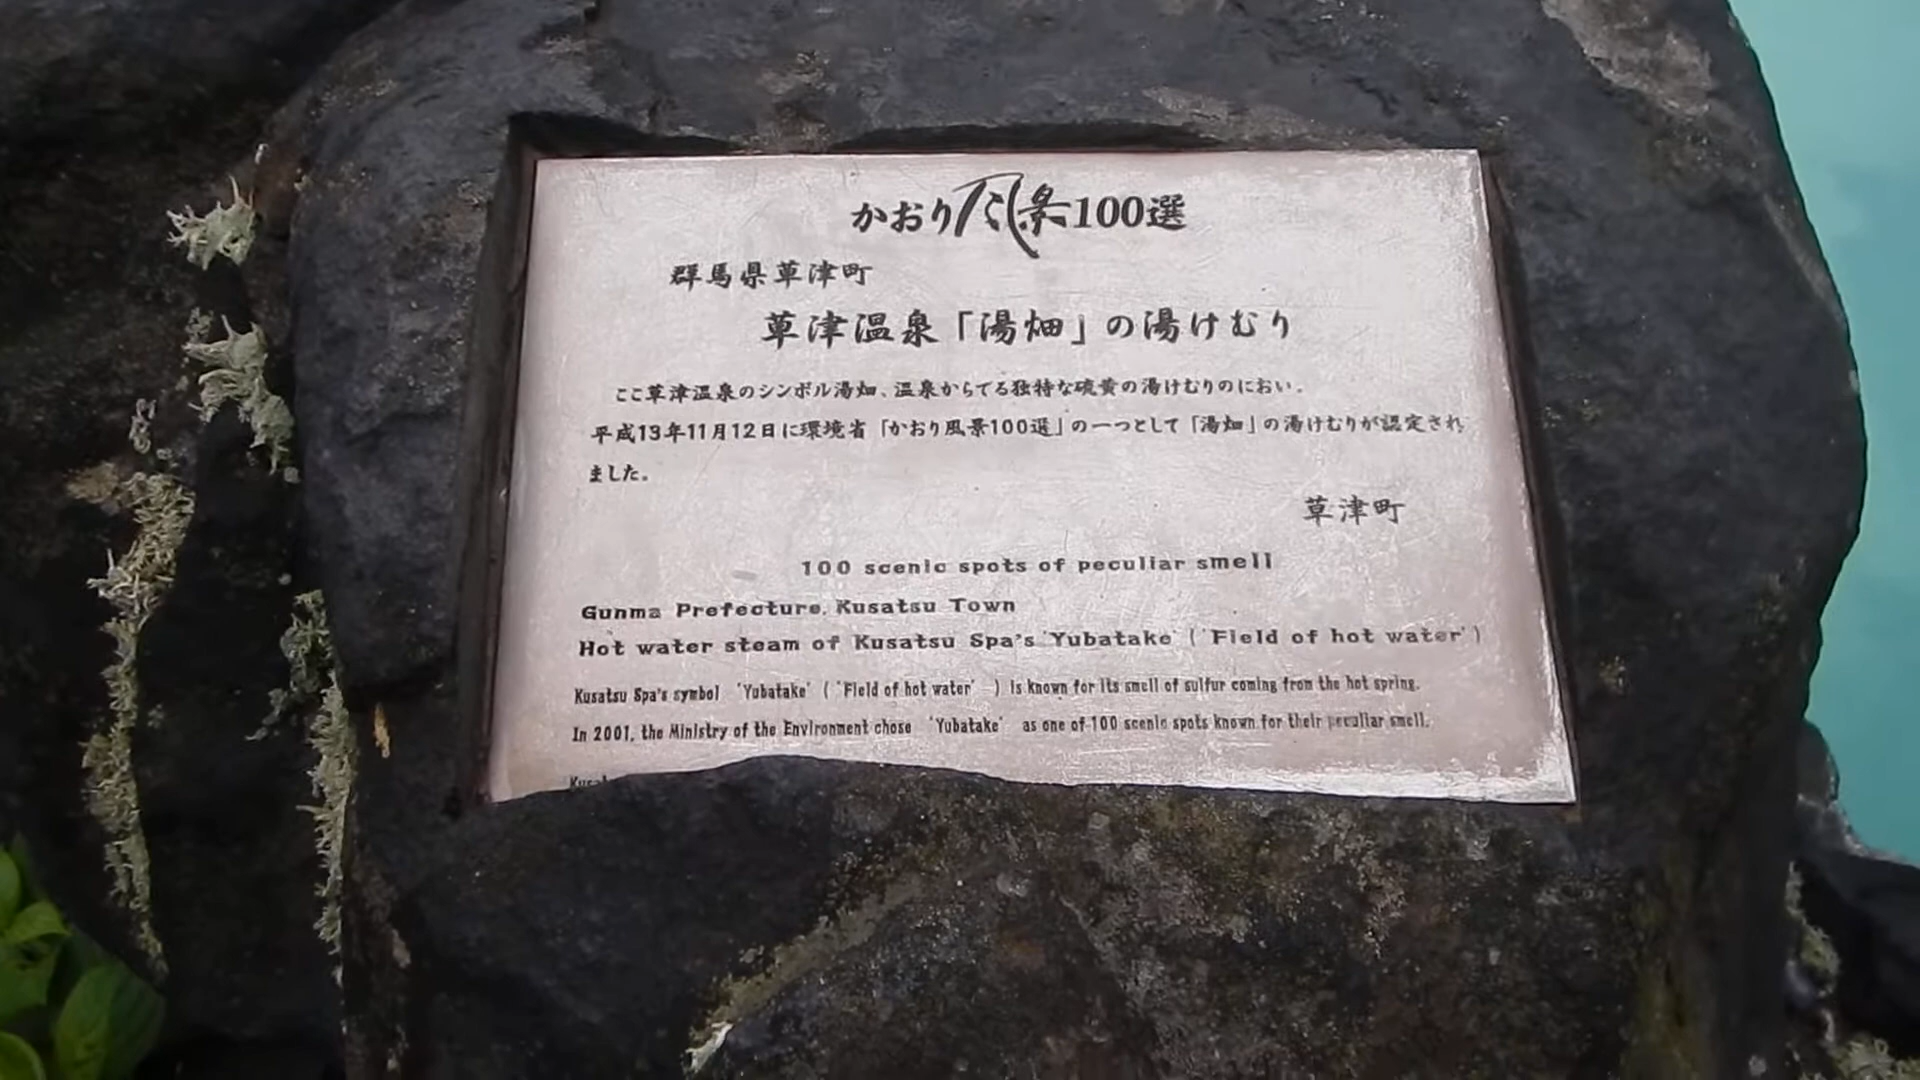 かおり風景100選
群馬県草津町
草津温泉「湯畑」の湯けむり
ここ草津温泉のシンボル湯畑、温泉からでる独特な硫黄の湯けむりのにおい。
平成13年11月12日に環境省「かおり風景100選」の一つとして「湯畑」の湯けむりが認定され
ました。
草津町
100 scenic spots of peculiar smell
Gunma Prefecture, Kusatsu Town
Hot water steam of Kusatsu Spa's 'Yubatake' ('Field of hot water')
Kusatsu Spa's symbol 'Yubatake' ('Field of hot water' ) is known for its smell of sulfur coming from the hot spring.
In 2001, the Ministry of the Environment chose 'Yubatake' as one of 100 scenic spots known for their peculiar smell.